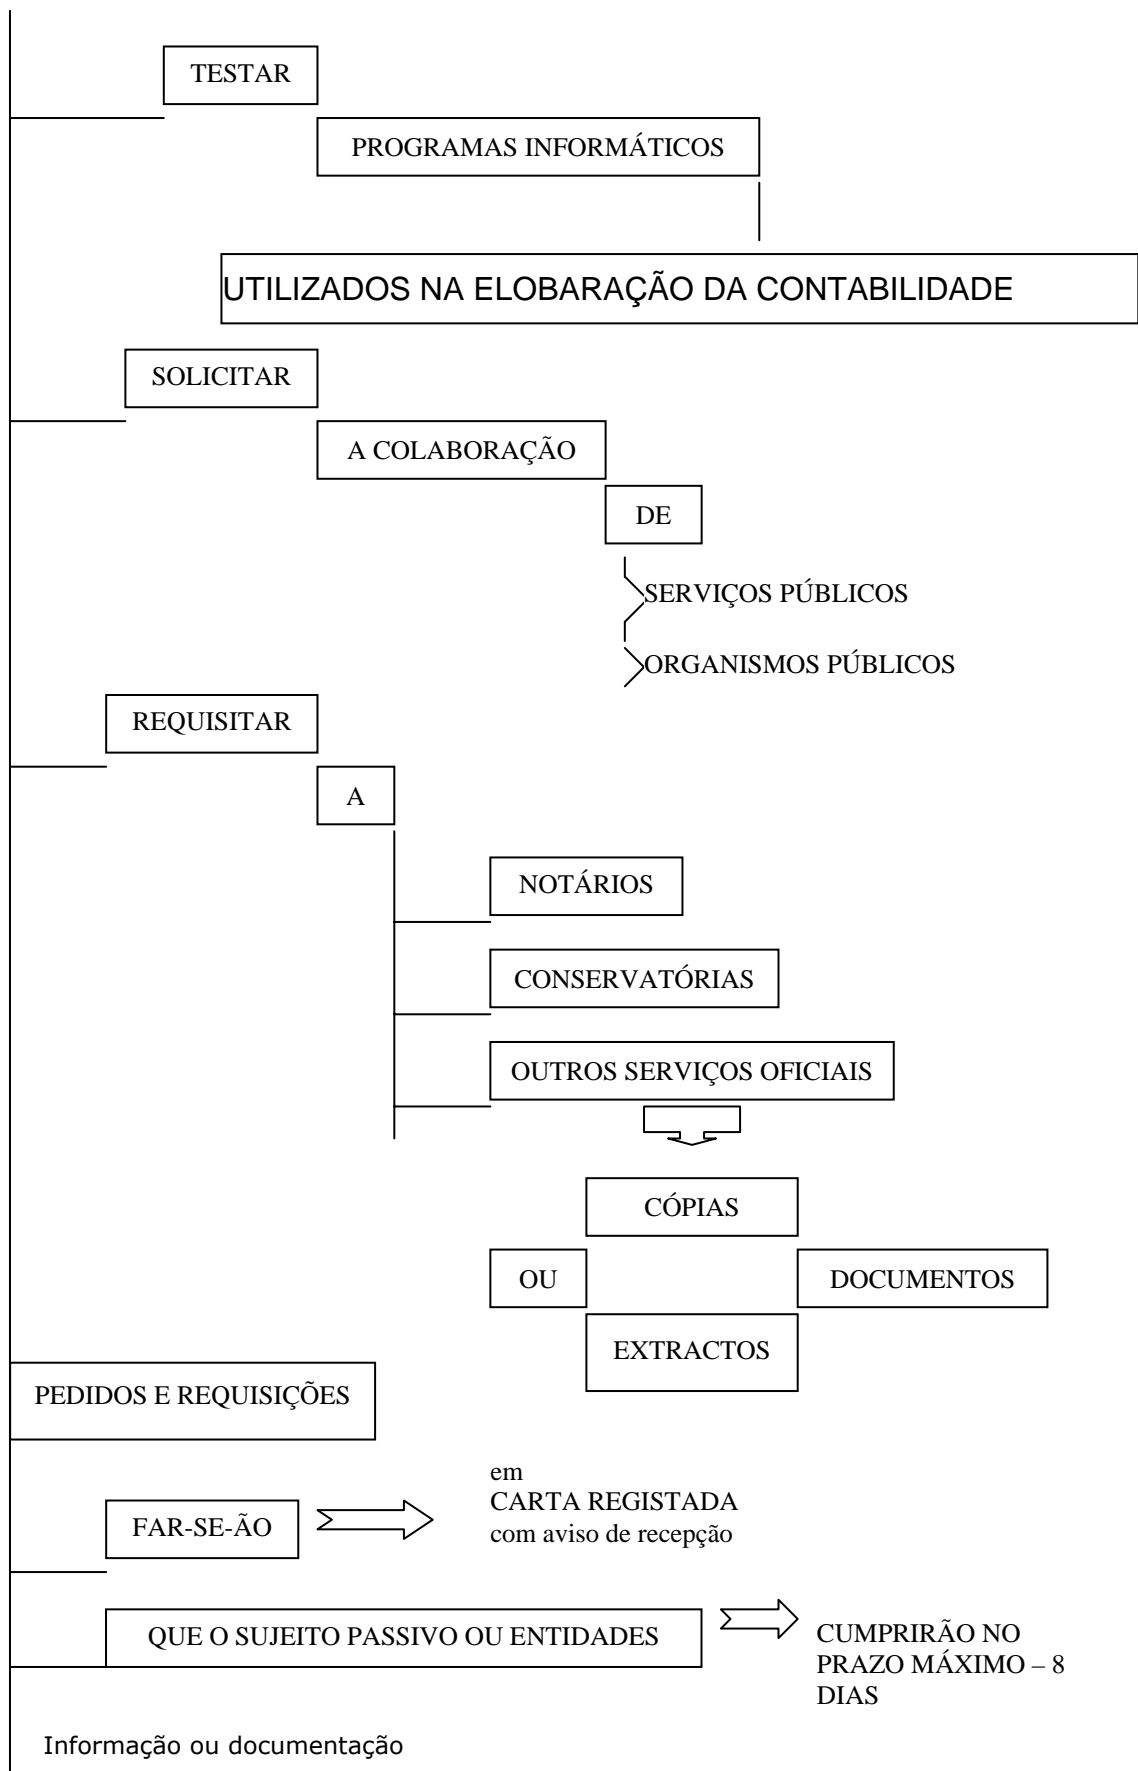 TESTAR
PROGRAMAS INFORMÁTICOS
UTILIZADOS NA ELOBARAÇÃO DA CONTABILIDADE
SOLICITAR
A COLABORAÇÃO
DE
SERVIÇOS PÚBLICOS
ORGANISMOS PÚBLICOS
REQUISITAR
A
NOTÁRIOS
CONSERVATÓRIAS
OUTROS SERVIÇOS OFICIAIS
CÓPIAS
OU
DOCUMENTOS
EXTRACTOS
PEDIDOS E REQUISIÇÕES
FAR-SE-ÃO
em
CARTA REGISTADA
com aviso de recepção
QUE O SUJEITO PASSIVO OU ENTIDADES
CUMPRIRÃO NO
PRAZO MÁXIMO – 8
DIAS
Informação ou documentação